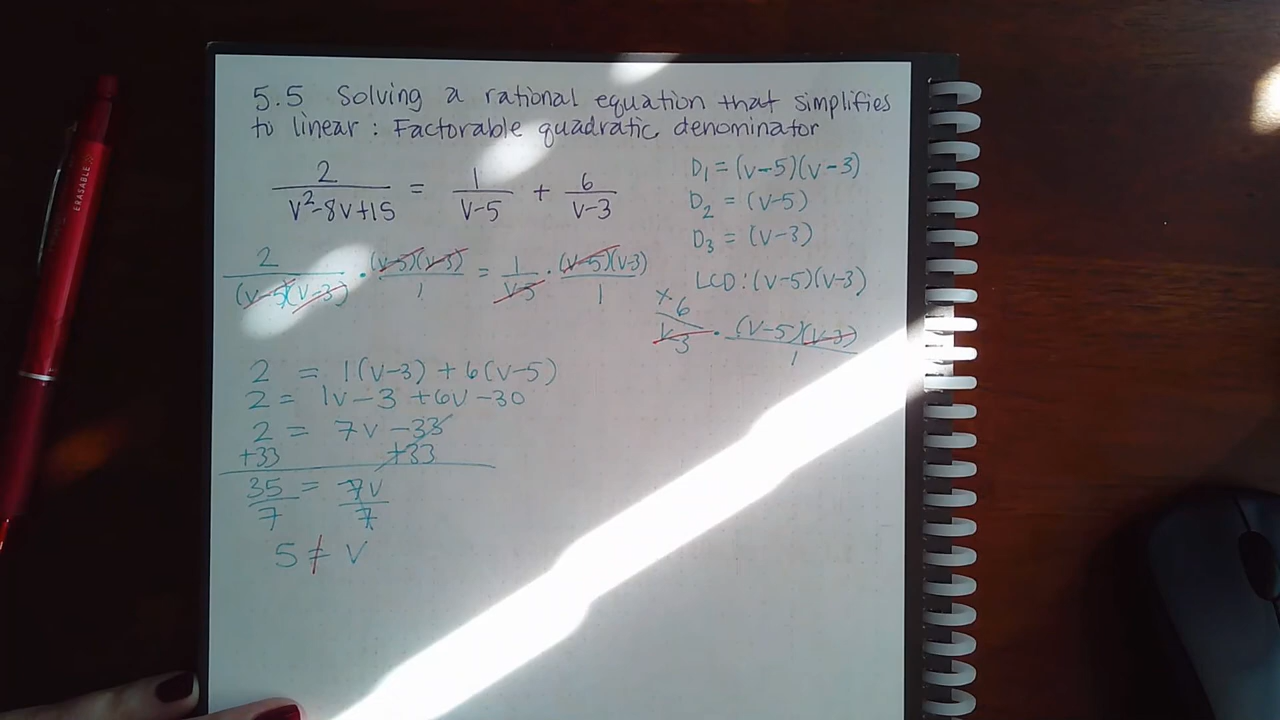 5.5 Solving a rational equation that simplifies
to linear: Factorable quadratic denominator
2/(v²-8v+15) = 1/(v-5) + 6/(v-3)
D₁ = (v-5)(v-3)
D₂ = (v-5)
D₃ = (v-3)
LCD: (v-5)(v-3)
2/((v-5)(v-3)) · (v-5)(v-3)/1 = 1/(v-5) · (v-5)(v-3)/1
+ 6/(v-3) · (v-5)(v-3)/1
2 = 1(v-3) + 6(v-5)
2 = 1v - 3 + 6v - 30
2 = 7v - 33
+33 +33
35/7 = 7v/7
5 ≠ v
ERASABLE